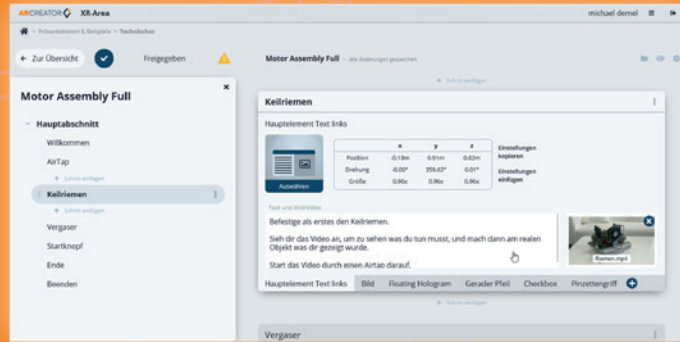 ARCREATOR XR-Area
michael demel
> Präsentationen & Beispiele > Technisches
← Zur Übersicht
Freigegeben
Motor Assembly Full - Alle Änderungen gespeichert
+ Schritt einfügen
Motor Assembly Full
Hauptabschnitt
Willkommen
AirTap
+ Schritt einfügen
Keilriemen
+ Schritt einfügen
Vergaser
Startknopf
Ende
Beenden
Keilriemen
Hauptelement Text links
Auswählen
x y z
Position -0.18m 0.91m 0.82m
Drehung -0.00° 359.62° 0.01°
Größe 0.96x 0.96x 0.96x
Einstellungen
kopieren
Einstellungen
einfügen
Text und Bild/Video
Befestige als erstes den Keilriemen.
Sieh dir das Video an, um zu sehen was du tun musst, und mach dann am realen
Objekt was dir gezeigt wurde.
Start das Video durch einen Airtap darauf.
Riemen.mp4
Hauptelement Text links Bild Floating Hologram Gerader Pfeil Checkbox Pinzettengriff
+ Schritt einfügen
Vergaser